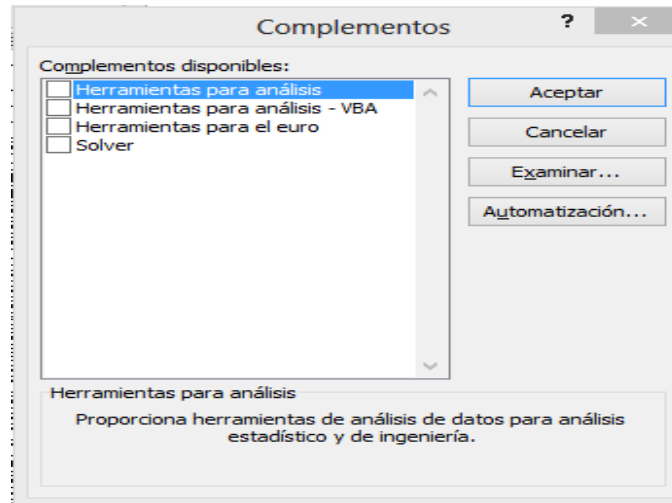 Complementos ?
Complementos disponibles:
Herramientas para análisis
Herramientas para análisis - VBA
Herramientas para el euro
Solver
Aceptar
Cancelar
Examinar...
Automatización...
Herramientas para análisis
Proporciona herramientas de análisis de datos para análisis
estadístico y de ingeniería.